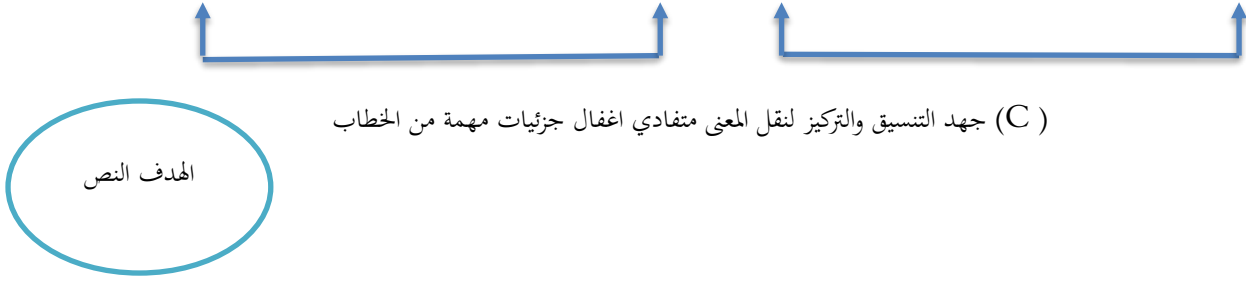 ( C) جهد التنسيق والتركيز لنقل المعنى متفادي اغفال جزئيات مهمة من الخطاب
الهدف النص